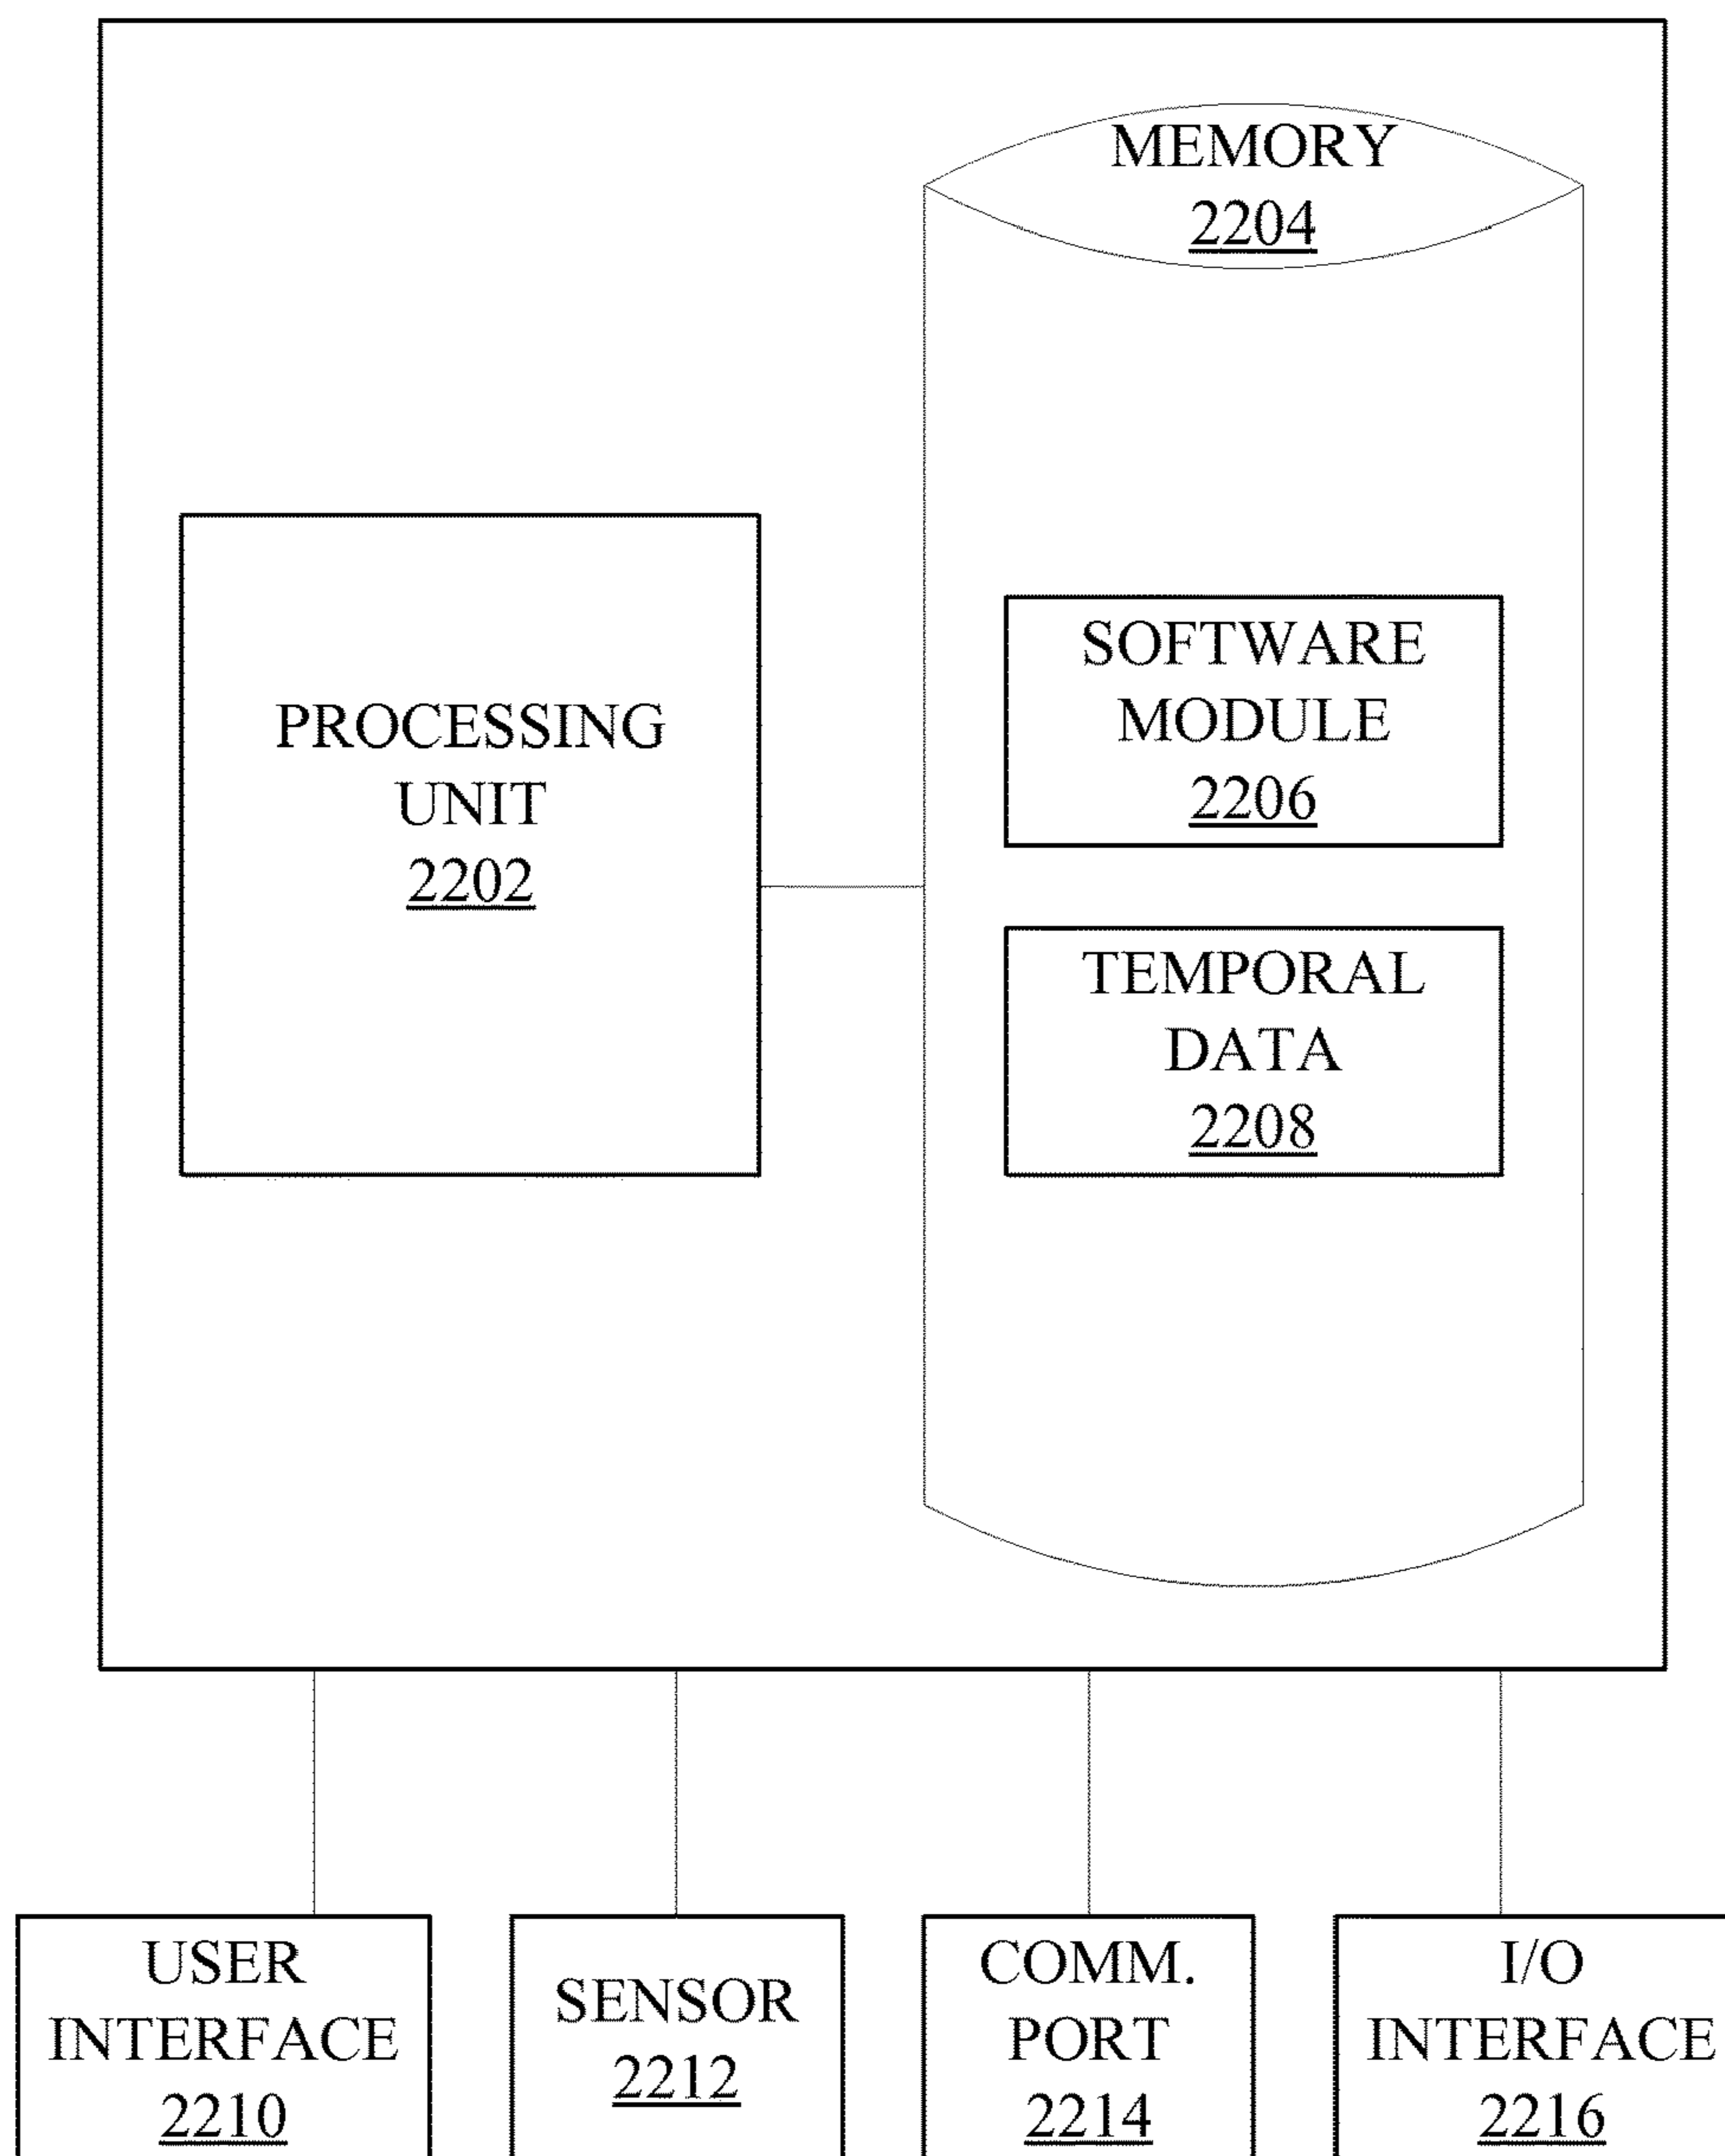 MEMORY
2204
PROCESSING
UNIT
2202
SOFTWARE
MODULE
2206
TEMPORAL
DATA
2208
USER
INTERFACE
2210
SENSOR
2212
COMM.
PORT
2214
I/O
INTERFACE
2216